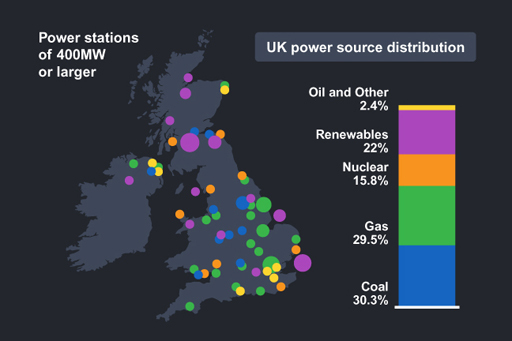 Power stations
of 400MW
or larger
UK power source distribution
Oil and Other
2.4%
Renewables
22%
Nuclear
15.8%
Gas
29.5%
Coal
30.3%